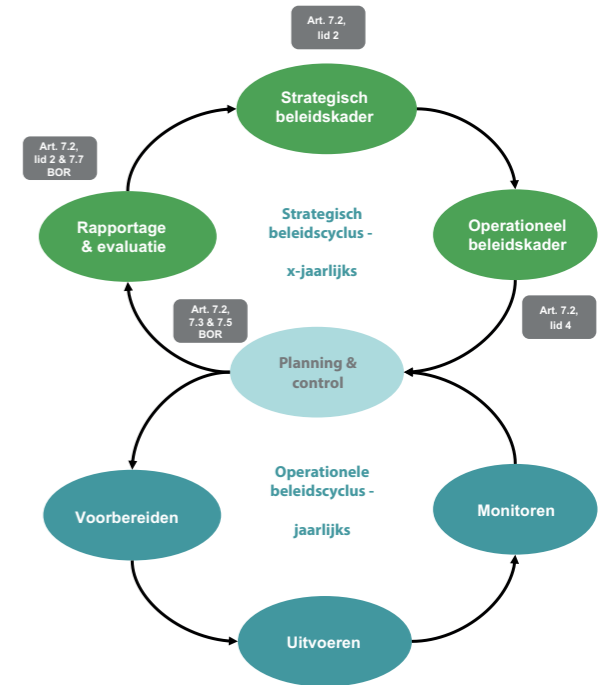 Art. 7.2,
lid 2
Strategisch
beleidskader
Art. 7.2,
lid 2 & 7.7
BOR
Rapportage
& evaluatie
Strategisch
beleidscyclus -
x-jaarlijks
Operationeel
beleidskader
Art. 7.2,
7.3 & 7.5
BOR
Art. 7.2,
lid 4
Planning &
control
Operationele
beleidscyclus -
jaarlijks
Voorbereiden
Monitoren
Uitvoeren